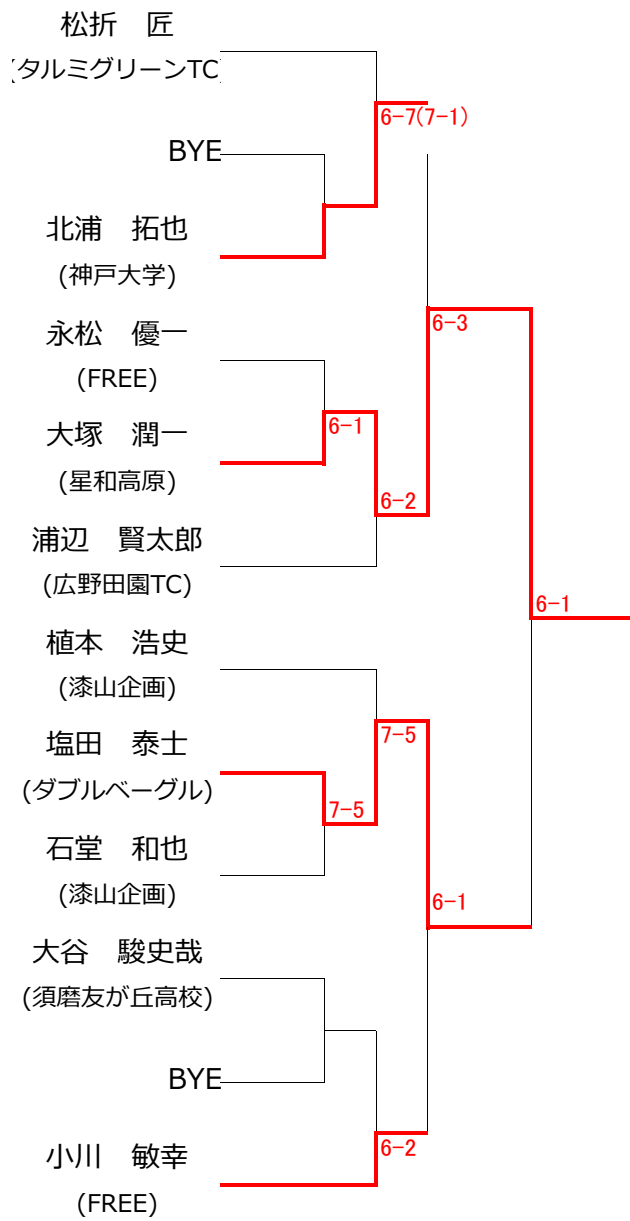 松折　匠
(タルミグリーンTC)
6-7(7-1)
BYE
北浦　拓也
(神戸大学)
6-3
永松　優一
(FREE)
6-1
大塚　潤一
(星和高原)
6-2
浦辺　賢太郎
(広野田園TC)
6-1
植本　浩史
(漆山企画)
7-5
塩田　泰士
(ダブルベーグル)
7-5
石堂　和也
(漆山企画)
6-1
大谷　駿史哉
(須磨友が丘高校)
BYE
6-2
小川　敏幸
(FREE)